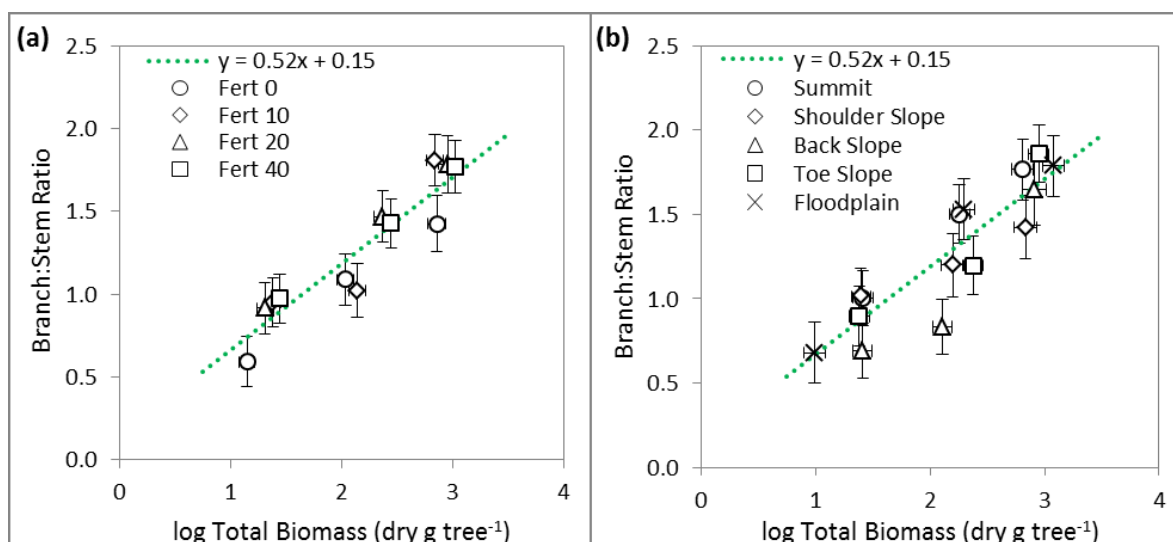 (a)
2.5
2.0
1.5
1.0
0.5
0.0
Branch:Stem Ratio
y = 0.52x + 0.15
Fert 0
Fert 10
Fert 20
Fert 40
0 1 2 3 4
log Total Biomass (dry g tree⁻¹)
(b)
2.5
2.0
1.5
1.0
0.5
0.0
Branch:Stem Ratio
y = 0.52x + 0.15
Summit
Shoulder Slope
Back Slope
Toe Slope
Floodplain
0 1 2 3 4
log Total Biomass (dry g tree⁻¹)